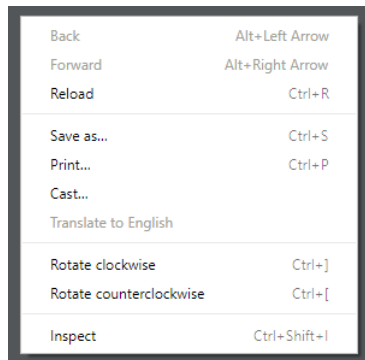 Back Alt+Left Arrow
Forward Alt+Right Arrow
Reload Ctrl+R
Save as... Ctrl+S
Print... Ctrl+P
Cast...
Translate to English
Rotate clockwise Ctrl+]
Rotate counterclockwise Ctrl+[
Inspect Ctrl+Shift+I